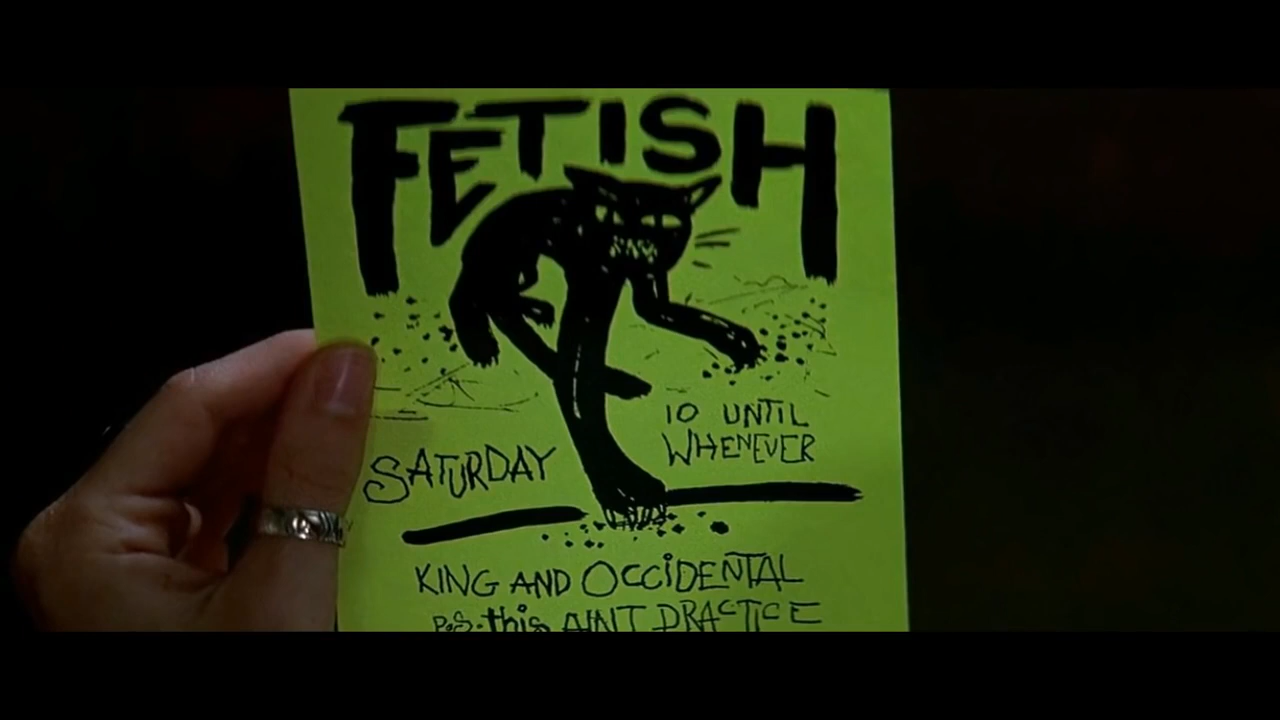 FETISH
10 UNTIL
WHENEVER
SATURDAY
KING AND OCCIDENTAL
P.S. this AINT PRACTICE